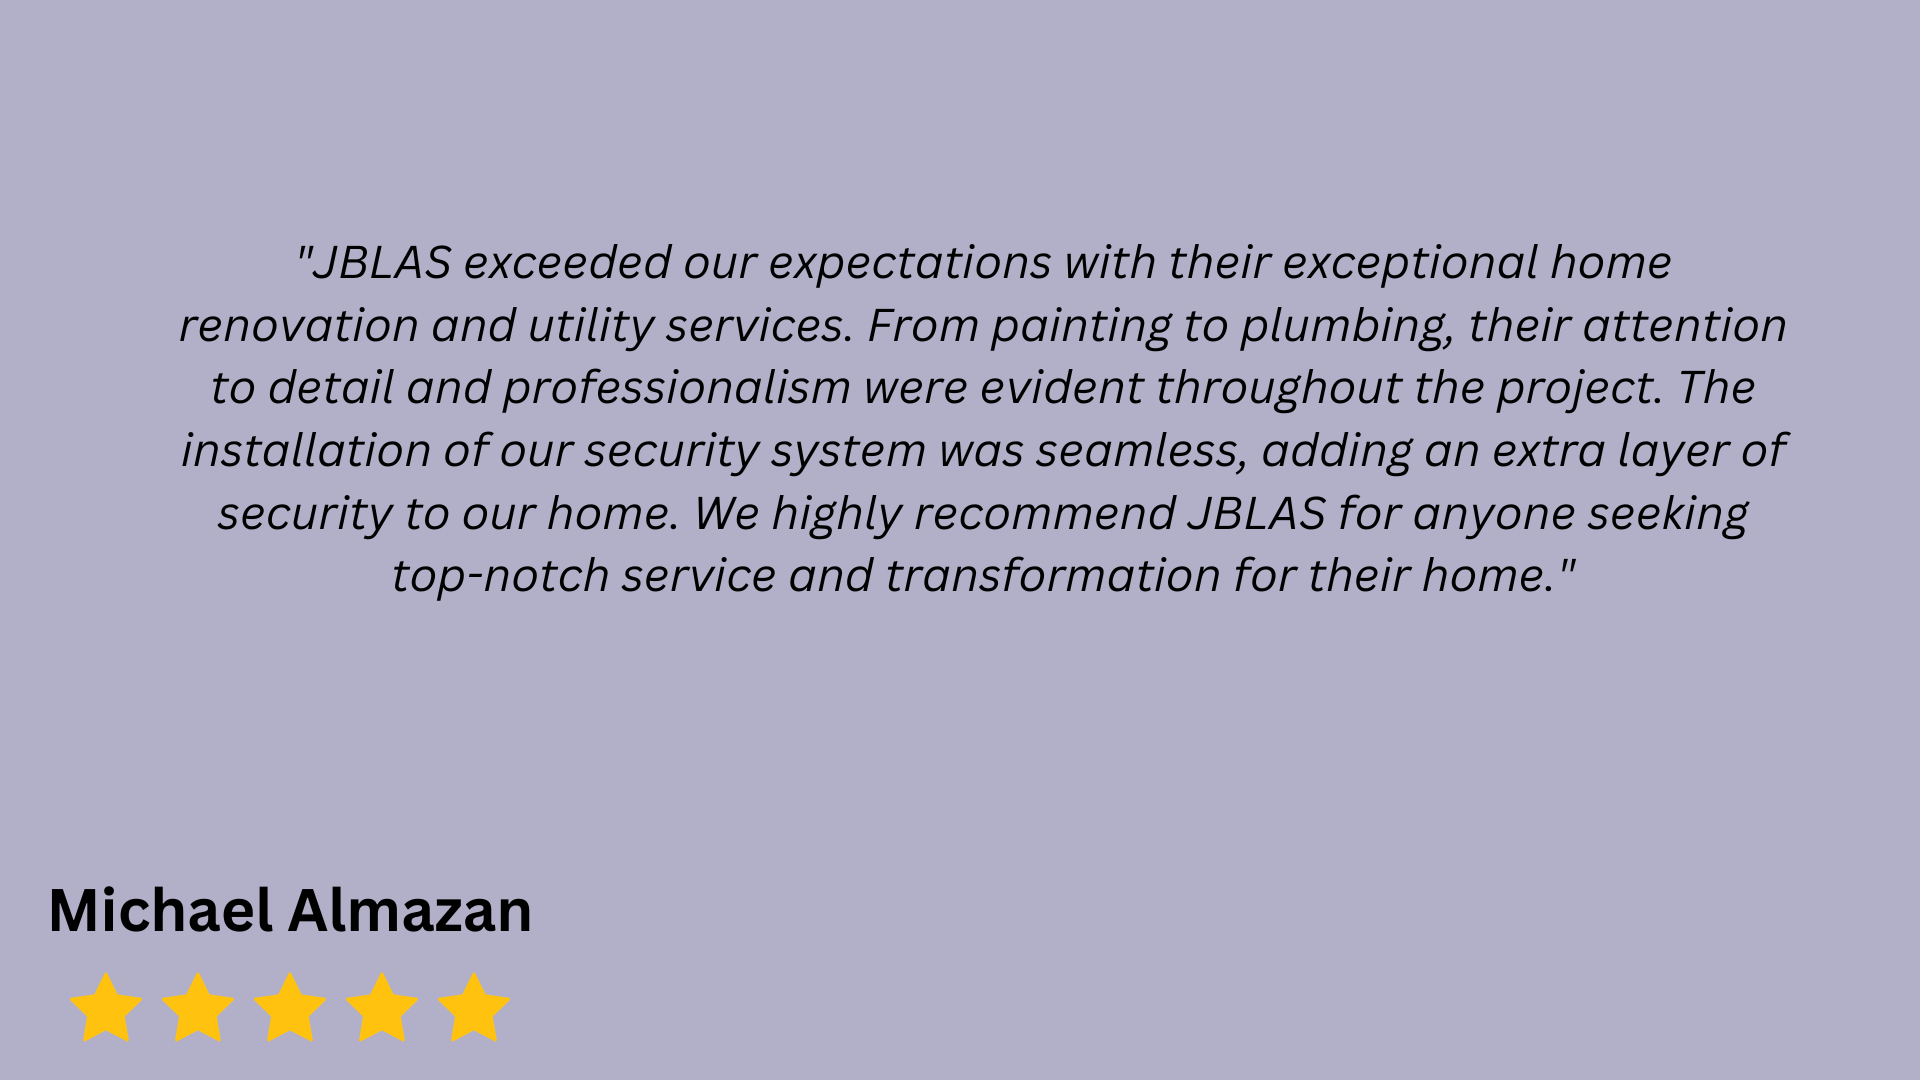 "JBLAS exceeded our expectations with their exceptional home
renovation and utility services. From painting to plumbing, their attention
to detail and professionalism were evident throughout the project. The
installation of our security system was seamless, adding an extra layer of
security to our home. We highly recommend JBLAS for anyone seeking
top-notch service and transformation for their home."
Michael Almazan